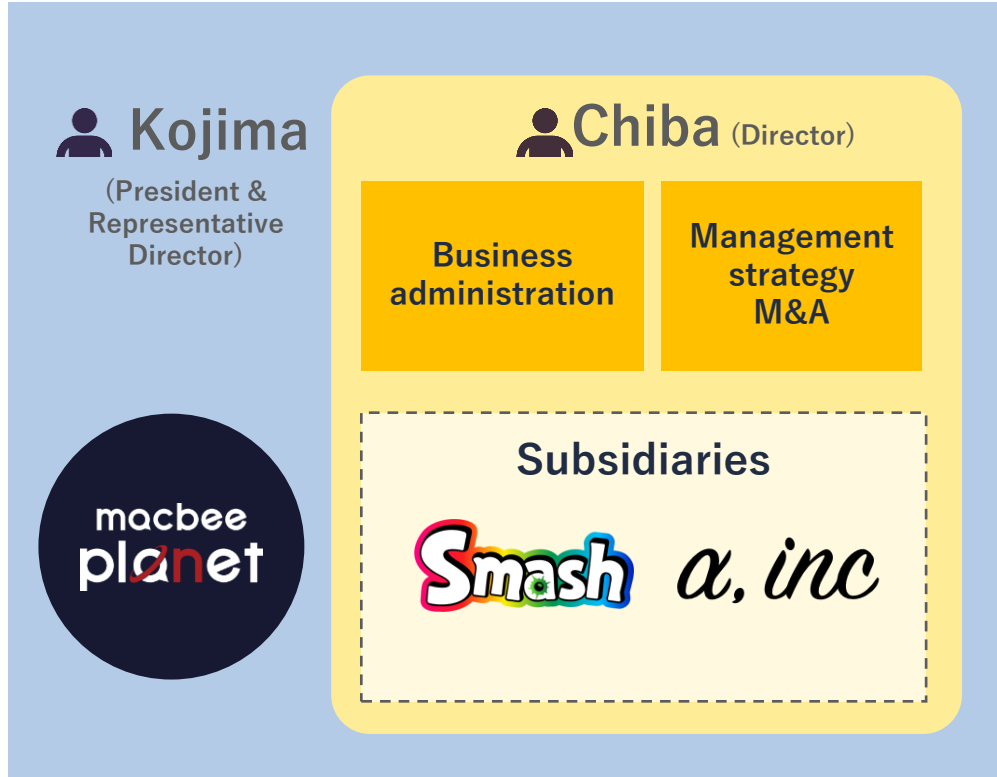 Kojima
(President &
Representative
Director)
Chiba (Director)
Business
administration
Management
strategy
M&A
macbee
planet
Subsidiaries
Smash
α, inc